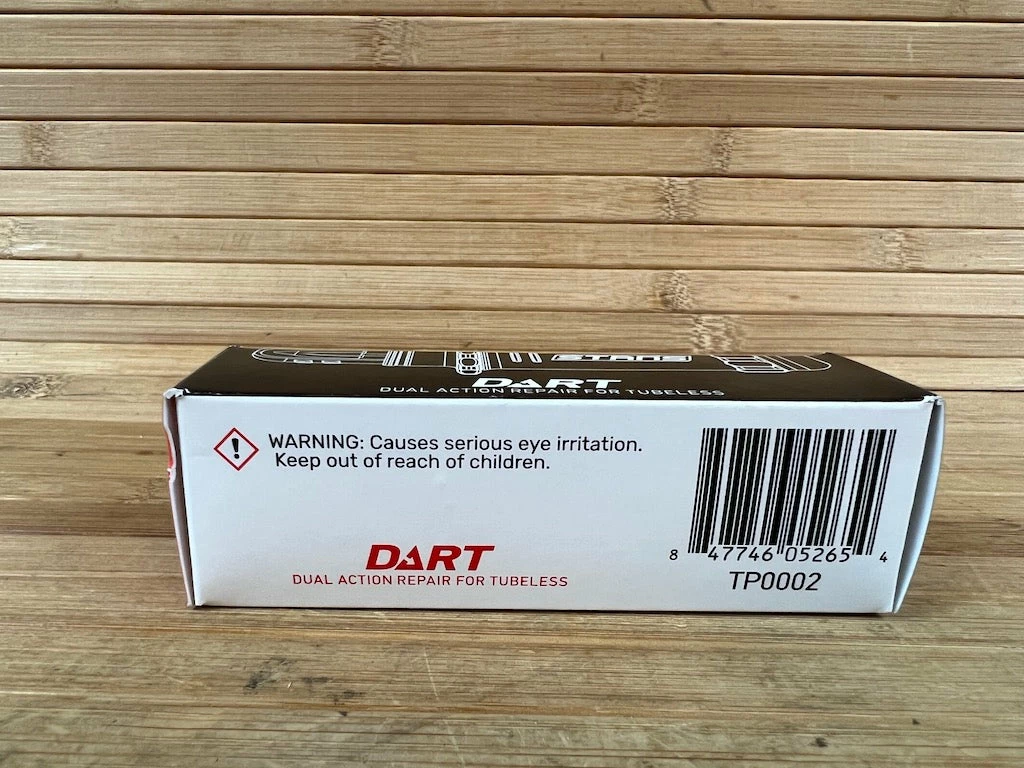 STANS
DART
DUAL ACTION REPAIR FOR TUBELESS
! WARNING: Causes serious eye irritation.
Keep out of reach of children.
DART
DUAL ACTION REPAIR FOR TUBELESS
8 47746 05265 4
TP0002